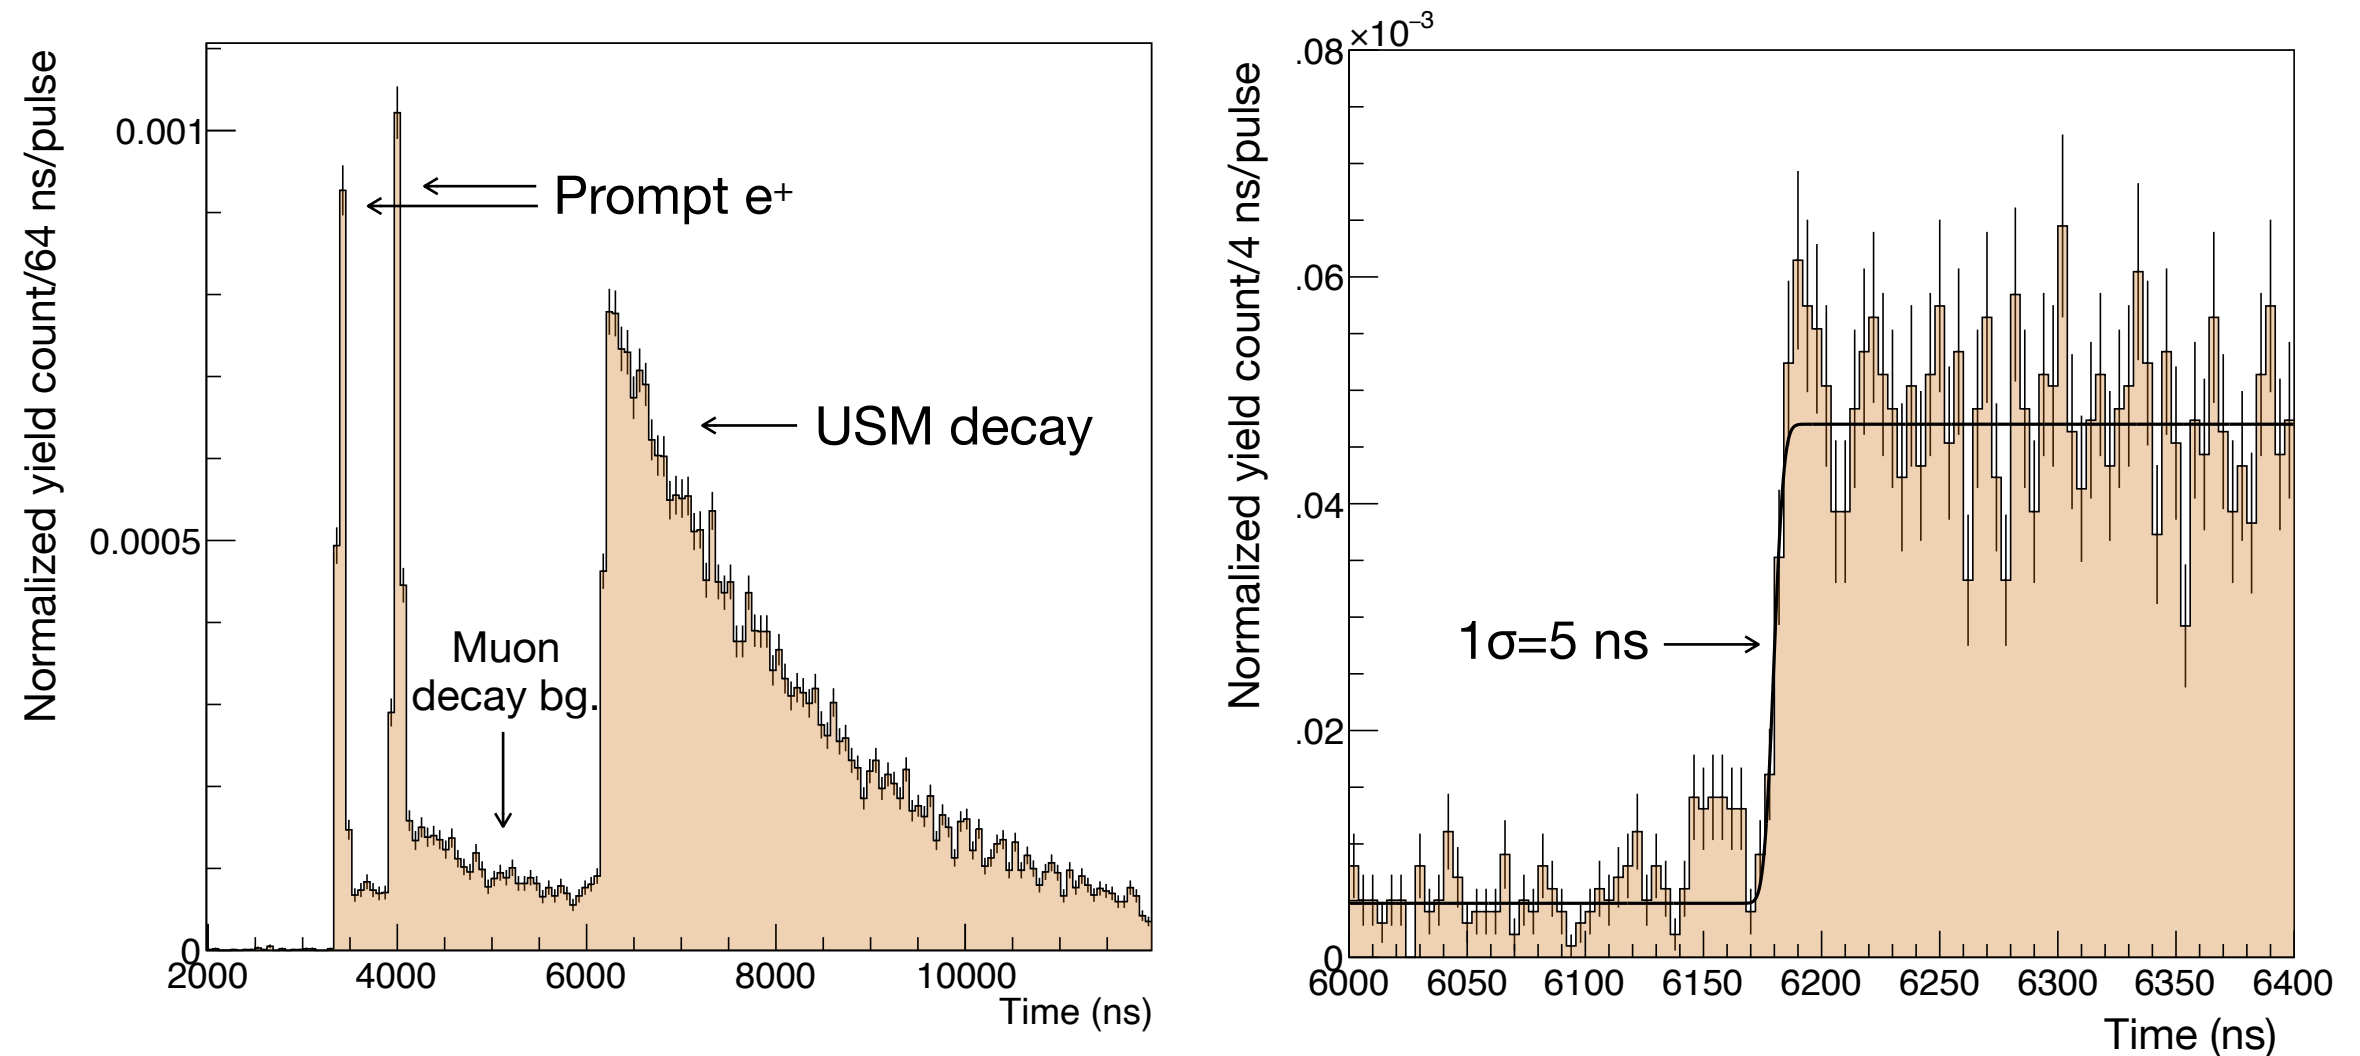 Normalized yield count/64 ns/pulse
0.001
0.0005
0
Prompt e⁺
USM decay
Muon
decay bg.
2000 4000 6000 8000 10000
Time (ns)
×10⁻³
Normalized yield count/4 ns/pulse
.08
.06
.04
.02
0
1σ=5 ns
6000 6050 6100 6150 6200 6250 6300 6350 6400
Time (ns)